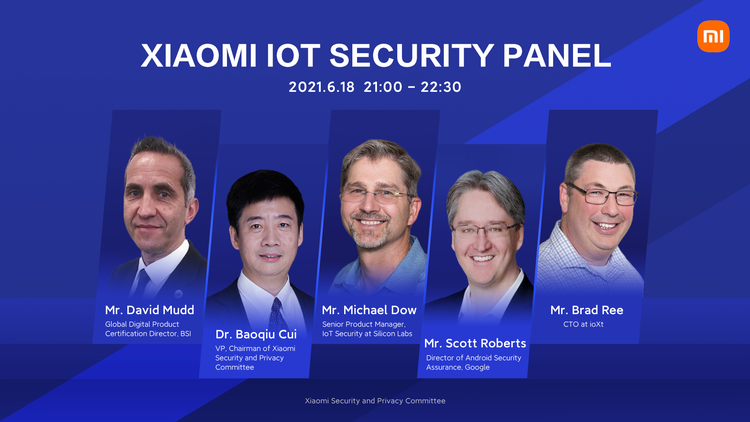 mi
XIAOMI IOT SECURITY PANEL
2021.6.18 21:00 – 22:30
Mr. David Mudd
Global Digital Product
Certification Director, BSI
Dr. Baoqiu Cui
VP, Chairman of Xiaomi
Security and Privacy
Committee
Mr. Michael Dow
Senior Product Manager,
IoT Security at Silicon Labs
Mr. Scott Roberts
Director of Android Security
Assurance, Google
Mr. Brad Ree
CTO at ioXt
Xiaomi Security and Privacy Committee